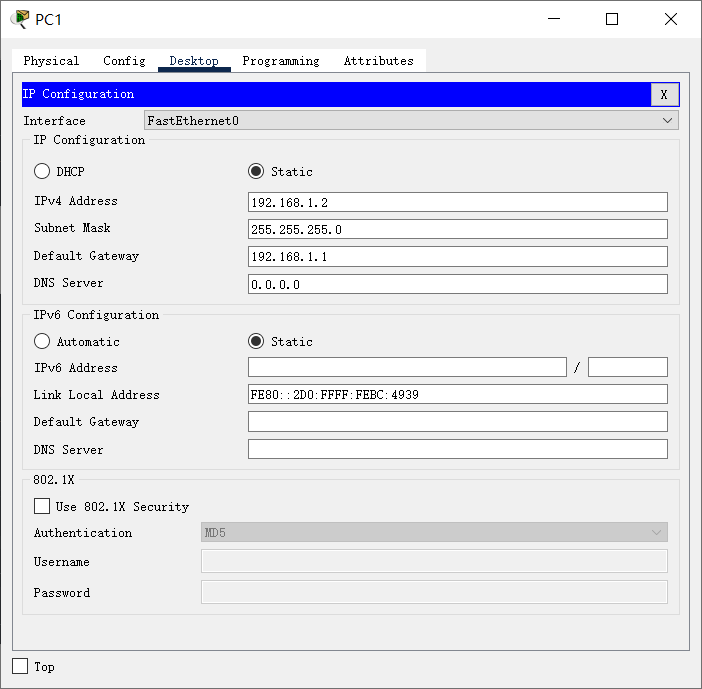 PC1
Physical Config Desktop Programming Attributes
IP Configuration X
Interface FastEthernet0
IP Configuration
DHCP Static
IPv4 Address 192.168.1.2
Subnet Mask 255.255.255.0
Default Gateway 192.168.1.1
DNS Server 0.0.0.0
IPv6 Configuration
Automatic Static
IPv6 Address /
Link Local Address FE80::2D0:FFFF:FEBC:4939
Default Gateway
DNS Server
802.1X
Use 802.1X Security
Authentication MD5
Username
Password
Top